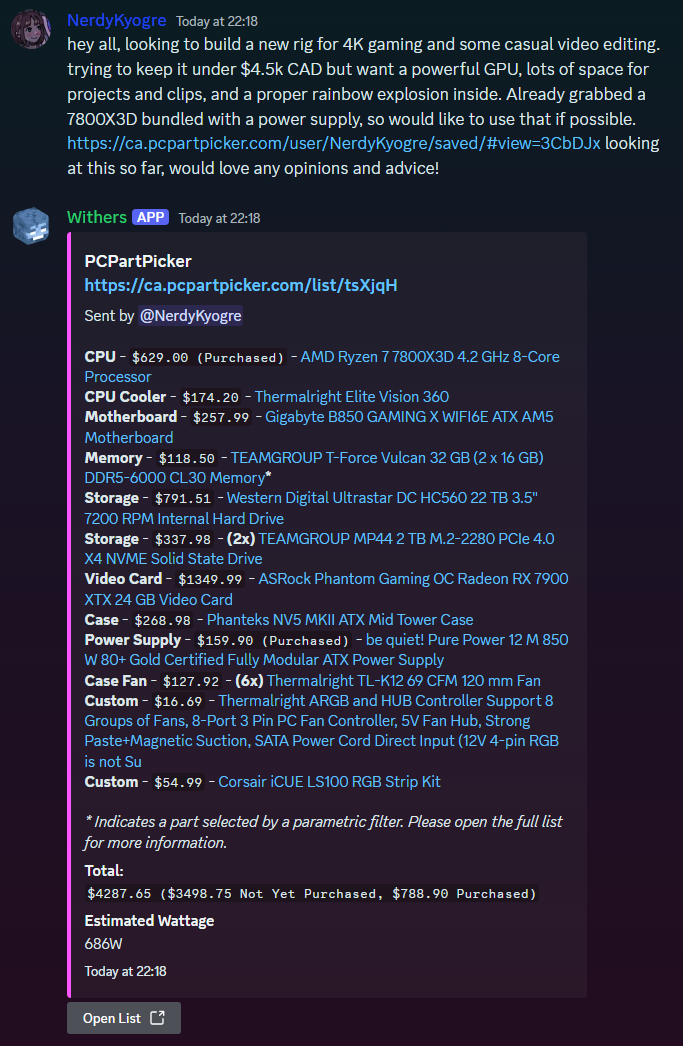 NerdyKyogre Today at 22:18
hey all, looking to build a new rig for 4K gaming and some casual video editing.
trying to keep it under $4.5k CAD but want a powerful GPU, lots of space for
projects and clips, and a proper rainbow explosion inside. Already grabbed a
7800X3D bundled with a power supply, so would like to use that if possible.
https://ca.pcpartpicker.com/user/NerdyKyogre/saved/#view=3CbDJx looking
at this so far, would love any opinions and advice!
Withers APP Today at 22:18
PCPartPicker
https://ca.pcpartpicker.com/list/tsXjqH
Sent by @NerdyKyogre
CPU - $629.00 (Purchased) - AMD Ryzen 7 7800X3D 4.2 GHz 8-Core
Processor
CPU Cooler - $174.20 - Thermalright Elite Vision 360
Motherboard - $257.99 - Gigabyte B850 GAMING X WIFI6E ATX AM5
Motherboard
Memory - $118.50 - TEAMGROUP T-Force Vulcan 32 GB (2 x 16 GB)
DDR5-6000 CL30 Memory*
Storage - $791.51 - Western Digital Ultrastar DC HC560 22 TB 3.5"
7200 RPM Internal Hard Drive
Storage - $337.98 - (2x) TEAMGROUP MP44 2 TB M.2-2280 PCIe 4.0
X4 NVME Solid State Drive
Video Card - $1349.99 - ASRock Phantom Gaming OC Radeon RX 7900
XTX 24 GB Video Card
Case - $268.98 - Phanteks NV5 MKII ATX Mid Tower Case
Power Supply - $159.90 (Purchased) - be quiet! Pure Power 12 M 850
W 80+ Gold Certified Fully Modular ATX Power Supply
Case Fan - $127.92 - (6x) Thermalright TL-K12 69 CFM 120 mm Fan
Custom - $16.69 - Thermalright ARGB and HUB Controller Support 8
Groups of Fans, 8-Port 3 Pin PC Fan Controller, 5V Fan Hub, Strong
Paste+Magnetic Suction, SATA Power Cord Direct Input (12V 4-pin RGB
is not Su
Custom - $54.99 - Corsair iCUE LS100 RGB Strip Kit
* Indicates a part selected by a parametric filter. Please open the full list
for more information.
Total:
$4287.65 ($3498.75 Not Yet Purchased, $788.90 Purchased)
Estimated Wattage
686W
Today at 22:18
Open List